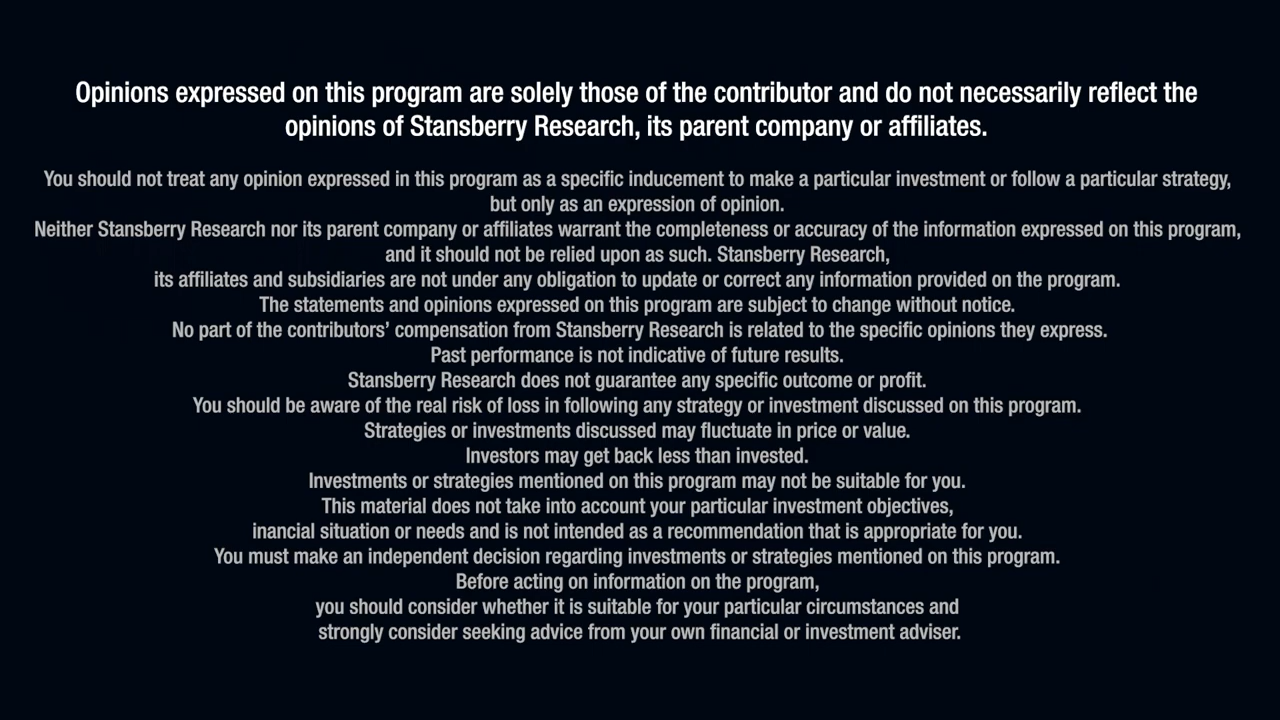 Opinions expressed on this program are solely those of the contributor and do not necessarily reflect the
opinions of Stansberry Research, its parent company or affiliates.
You should not treat any opinion expressed in this program as a specific inducement to make a particular investment or follow a particular strategy,
but only as an expression of opinion.
Neither Stansberry Research nor its parent company or affiliates warrant the completeness or accuracy of the information expressed on this program,
and it should not be relied upon as such. Stansberry Research,
its affiliates and subsidiaries are not under any obligation to update or correct any information provided on the program.
The statements and opinions expressed on this program are subject to change without notice.
No part of the contributors’ compensation from Stansberry Research is related to the specific opinions they express.
Past performance is not indicative of future results.
Stansberry Research does not guarantee any specific outcome or profit.
You should be aware of the real risk of loss in following any strategy or investment discussed on this program.
Strategies or investments discussed may fluctuate in price or value.
Investors may get back less than invested.
Investments or strategies mentioned on this program may not be suitable for you.
This material does not take into account your particular investment objectives,
inancial situation or needs and is not intended as a recommendation that is appropriate for you.
You must make an independent decision regarding investments or strategies mentioned on this program.
Before acting on information on the program,
you should consider whether it is suitable for your particular circumstances and
strongly consider seeking advice from your own financial or investment adviser.